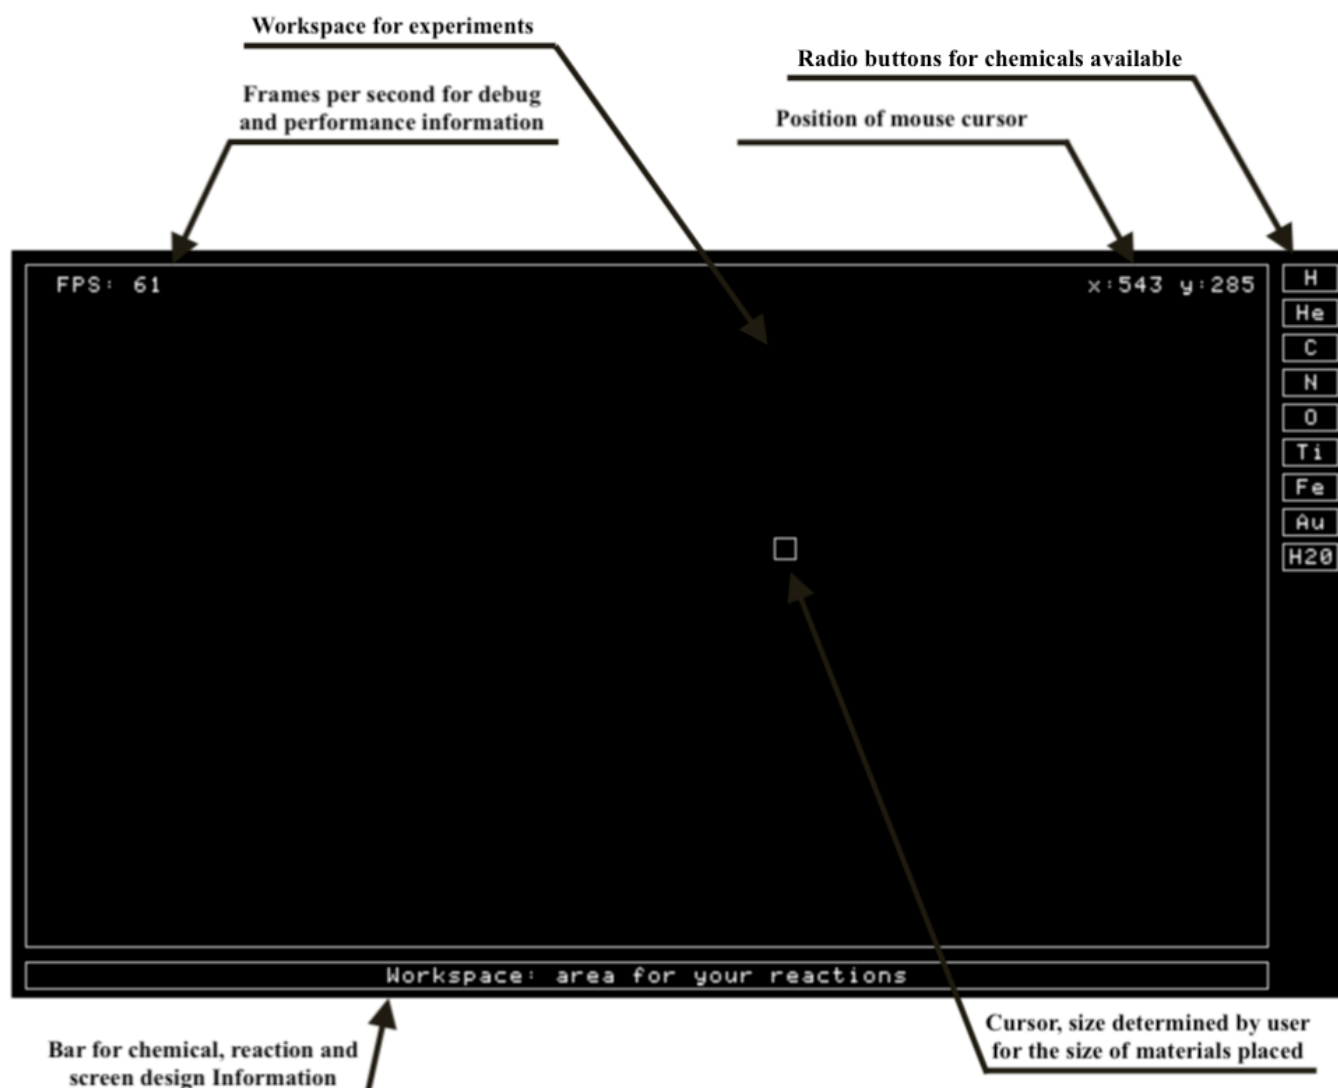 Workspace for experiments
Radio buttons for chemicals available
Frames per second for debug
and performance information
Position of mouse cursor
FPS: 61
x:543 y:285
H
He
C
N
O
Ti
Fe
Au
H20
Workspace: area for your reactions
Bar for chemical, reaction and
screen design Information
Cursor, size determined by user
for the size of materials placed